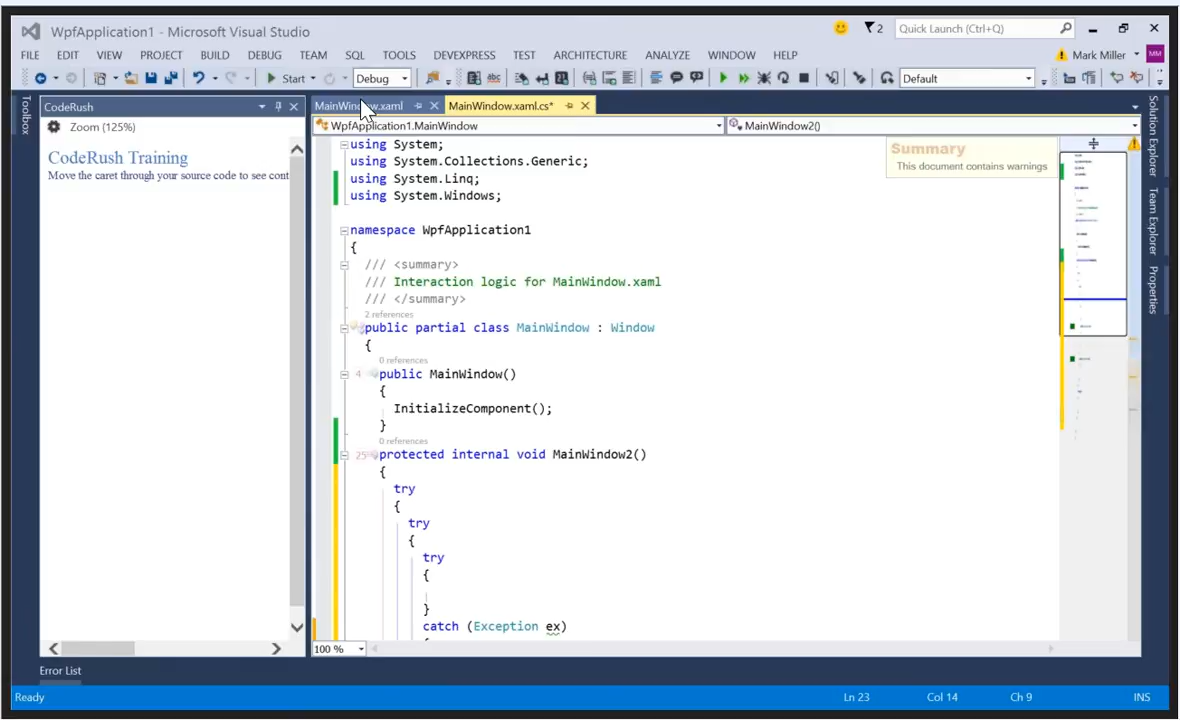 WpfApplication1 - Microsoft Visual Studio
2
Quick Launch (Ctrl+Q)
FILE EDIT VIEW PROJECT BUILD DEBUG TEAM SQL TOOLS DEVEXPRESS TEST ARCHITECTURE ANALYZE WINDOW HELP
Mark Miller MM
Start Debug Default
Toolbox
CodeRush
Zoom (125%)
CodeRush Training
Move the caret through your source code to see cont
MainWindow.xaml MainWindow.xaml.cs*
WpfApplication1.MainWindow MainWindow2()
Summary
This document contains warnings
using System;
using System.Collections.Generic;
using System.Linq;
using System.Windows;
namespace WpfApplication1
{
/// <summary>
/// Interaction logic for MainWindow.xaml
/// </summary>
2 references
public partial class MainWindow : Window
{
0 references
4 public MainWindow()
{
InitializeComponent();
}
0 references
25 protected internal void MainWindow2()
{
try
{
try
{
try
{
}
catch (Exception ex)
100 %
Solution Explorer
Team Explorer
Properties
Error List
Ready Ln 23 Col 14 Ch 9 INS